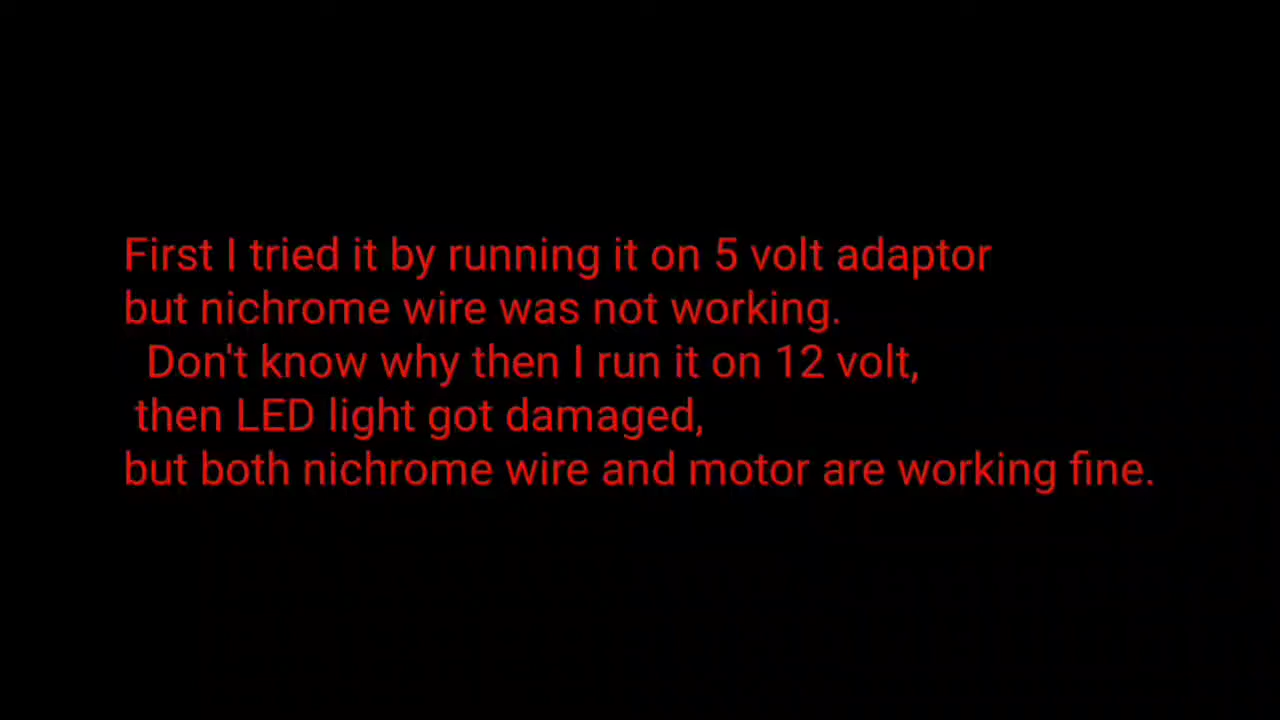 First I tried it by running it on 5 volt adaptor
but nichrome wire was not working.
Don't know why then I run it on 12 volt,
then LED light got damaged,
but both nichrome wire and motor are working fine.